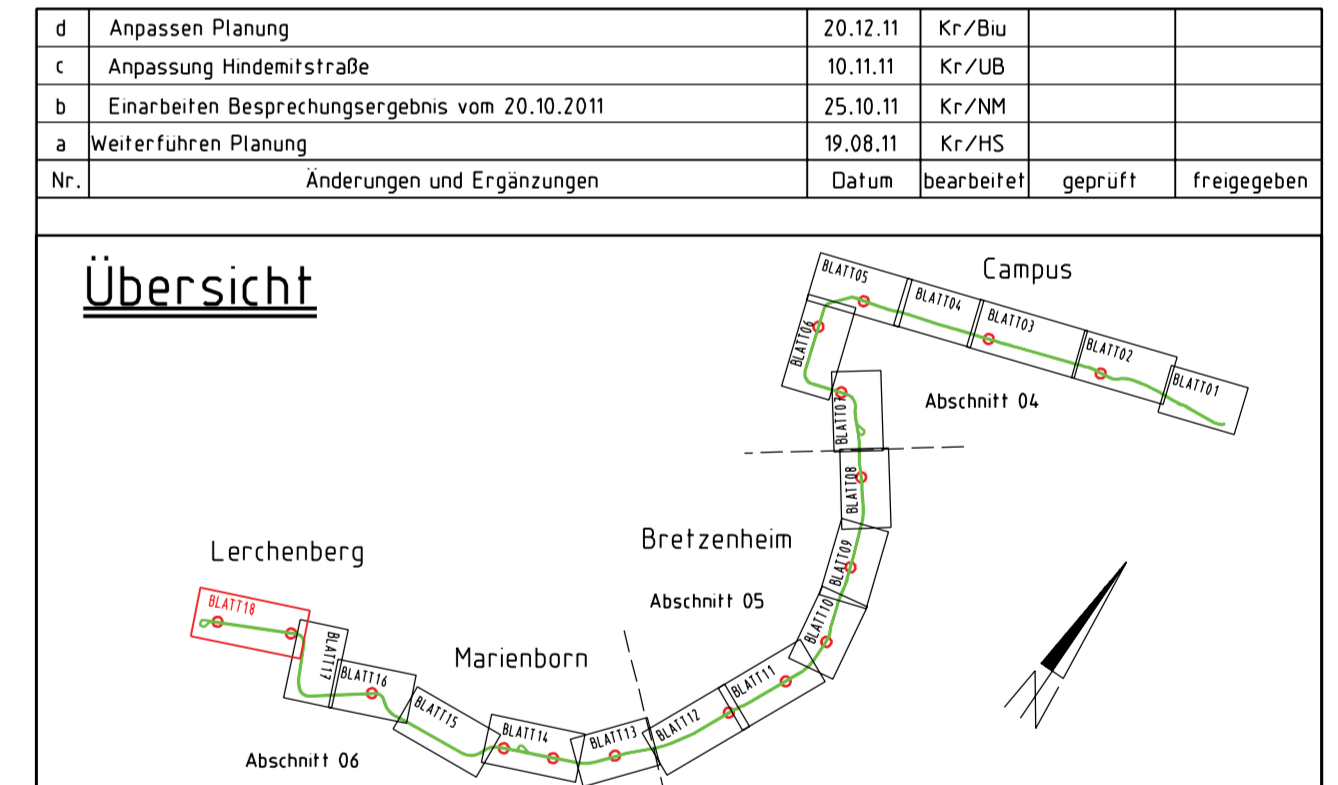 d Anpassen Planung 20.12.11 Kr/Biu
c Anpassung Hindemitstraße 10.11.11 Kr/UB
b Einarbeiten Besprechungsergebnis vom 20.10.2011 25.10.11 Kr/NM
a Weiterführen Planung 19.08.11 Kr/HS
Nr. Änderungen und Ergänzungen Datum bearbeitet geprüft freigegeben
Übersicht
Campus
BLATT05
BLATT04
BLATT03
BLATT02
BLATT01
BLATT06
Abschnitt 04
BLATT07
BLATT08
Bretzenheim
BLATT09
Abschnitt 05
BLATT10
Lerchenberg
BLATT18
BLATT17
Marienborn
BLATT16
BLATT15
BLATT14
BLATT13
BLATT12
BLATT11
Abschnitt 06
N